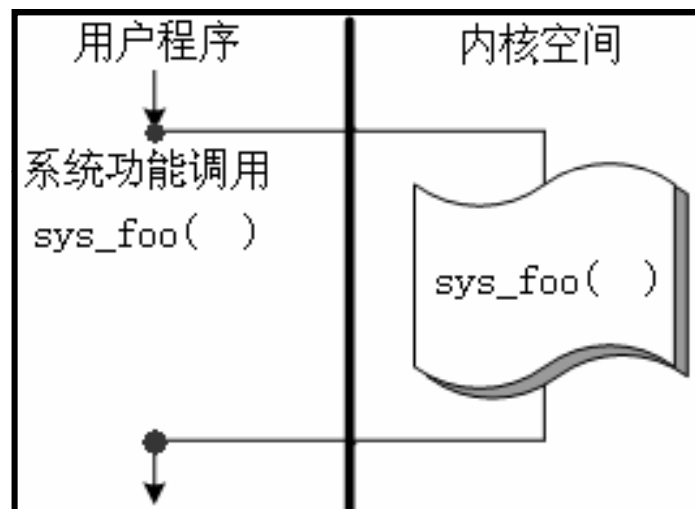 用户程序
内核空间
系统功能调用
sys_foo( )
sys_foo( )